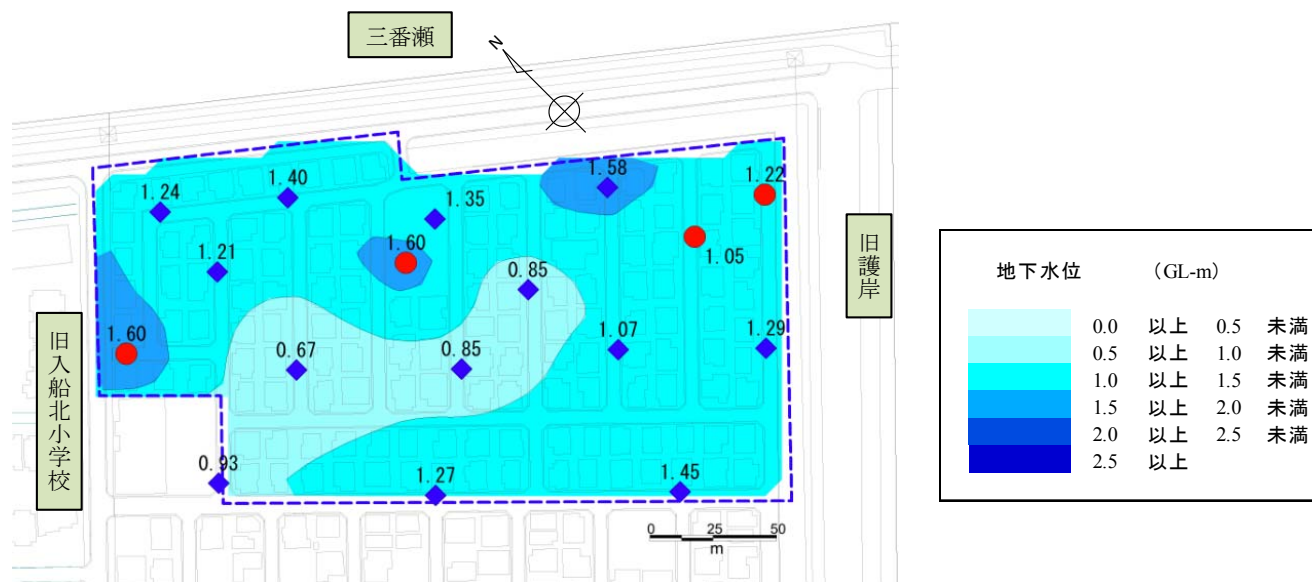 三番瀬
N
1.24
1.40
1.35
1.58
1.22
1.21
1.60
1.05
0.85
1.60
0.67
0.85
1.07
1.29
0.93
1.27
1.45
旧入船北小学校
旧護岸
0 25 50
m
地下水位 (GL-m)
0.0 以上 0.5 未満
0.5 以上 1.0 未満
1.0 以上 1.5 未満
1.5 以上 2.0 未満
2.0 以上 2.5 未満
2.5 以上